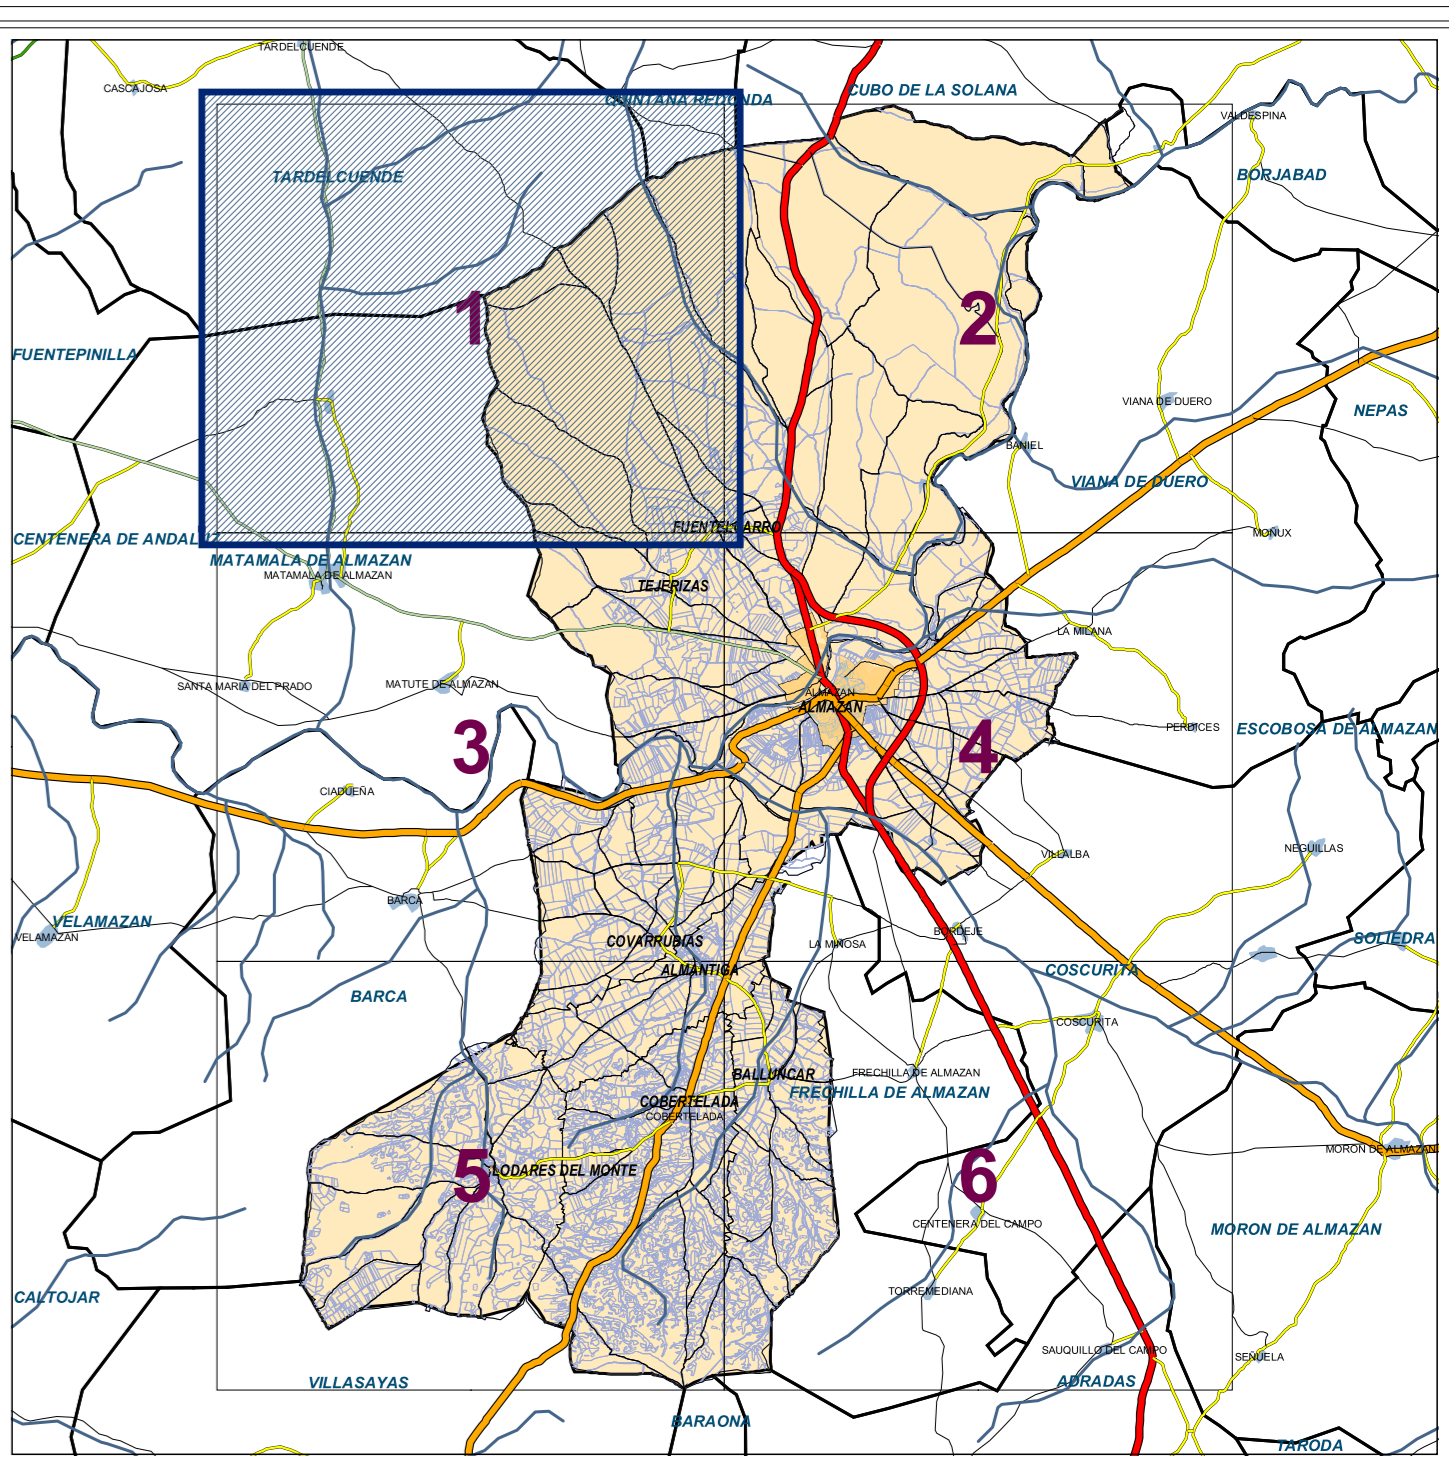 TARDELCUENDE
CASCAJOSA
QUINTANA REDONDA
CUBO DE LA SOLANA
VALDESPINA
TARDELCUENDE
BORJABAD
1
2
FUENTEPINILLA
VIANA DE DUERO
NEPAS
BANIEL
VIANA DE DUERO
FUENTELCARRO
MOÑUX
CENTENERA DE ANDALUZ
MATAMALA DE ALMAZAN
MATAMALA DE ALMAZAN
TEJERIZAS
LA MILANA
SANTA MARIA DEL PRADO
MATUTE DE ALMAZAN
ALMAZAN
ALMAZAN
PERDICES
ESCOBOSA DE ALMAZAN
3
4
CIADUEÑA
VILLALBA
NEGUILLAS
BARCA
VELAMAZAN
VELAMAZAN
COVARRUBIAS
LA MIÑOSA
BORDEJE
SOLIEDRA
ALMANTIGA
COSCURITA
BARCA
COSCURITA
BALLUNCAR
FRECHILLA DE ALMAZAN
FRECHILLA DE ALMAZAN
COBERTELADA
COBERTELADA
MORON DE ALMAZAN
5
LODARES DEL MONTE
6
CENTENERA DEL CAMPO
MORON DE ALMAZAN
CALTOJAR
TORREMEDIANA
SAUQUILLO DEL CAMPO
SEÑUELA
VILLASAYAS
ADRADAS
BARAONA
TARODA